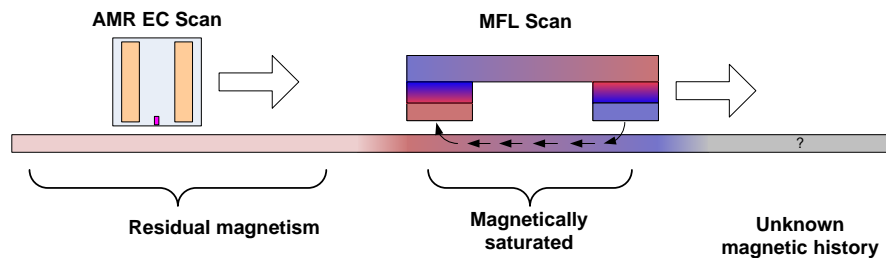 AMR EC Scan
MFL Scan
?
Residual magnetism
Magnetically
saturated
Unknown
magnetic history